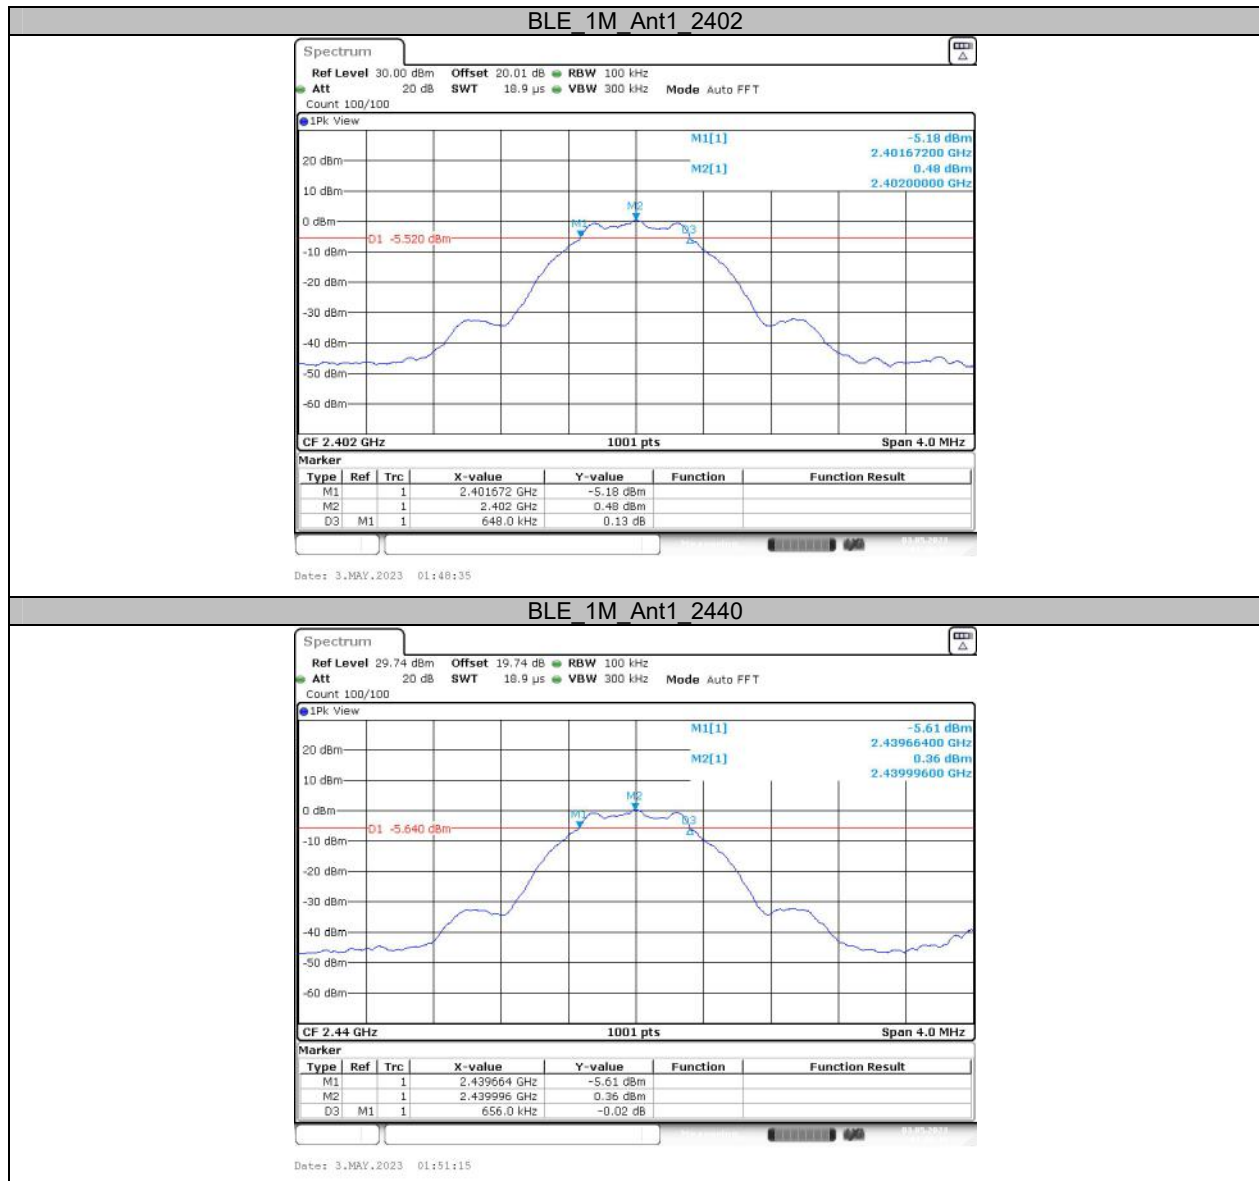 BLE_1M_Ant1_2402
Spectrum
Ref Level 30.00 dBm Offset 20.01 dB RBW 100 kHz
Att 20 dB SWT 18.9 µs VBW 300 kHz Mode Auto FFT
Count 100/100
1Pk View
M1[1] -5.18 dBm
2.40167200 GHz
20 dBm
M2[1] 0.48 dBm
2.40200000 GHz
10 dBm
M2
0 dBm
M1
D3
D1 -5.520 dBm
-10 dBm
-20 dBm
-30 dBm
-40 dBm
-50 dBm
-60 dBm
CF 2.402 GHz 1001 pts Span 4.0 MHz
Marker
Type Ref Trc X-value Y-value Function Function Result
M1 1 2.401672 GHz -5.18 dBm
M2 1 2.402 GHz 0.48 dBm
D3 M1 1 648.0 kHz 0.13 dB
Date: 3.MAY.2023 01:48:35
BLE_1M_Ant1_2440
Spectrum
Ref Level 29.74 dBm Offset 19.74 dB RBW 100 kHz
Att 20 dB SWT 18.9 µs VBW 300 kHz Mode Auto FFT
Count 100/100
1Pk View
M1[1] -5.61 dBm
2.43966400 GHz
20 dBm
M2[1] 0.36 dBm
2.43999600 GHz
10 dBm
M2
0 dBm
M1
D3
D1 -5.640 dBm
-10 dBm
-20 dBm
-30 dBm
-40 dBm
-50 dBm
-60 dBm
CF 2.44 GHz 1001 pts Span 4.0 MHz
Marker
Type Ref Trc X-value Y-value Function Function Result
M1 1 2.439664 GHz -5.61 dBm
M2 1 2.439996 GHz 0.36 dBm
D3 M1 1 656.0 kHz -0.02 dB
Date: 3.MAY.2023 01:51:15